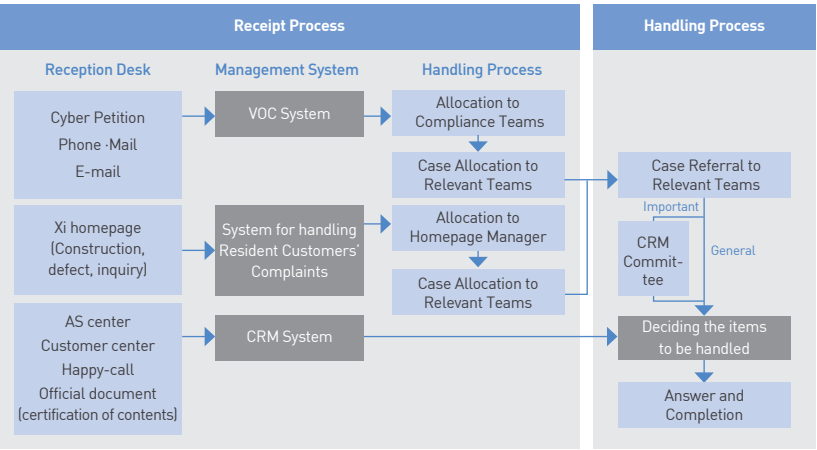 Receipt Process
Handling Process
Reception Desk
Management System
Handling Process
Cyber Petition
Phone ·Mail
E-mail
VOC System
Allocation to
Compliance Teams
Case Allocation to
Relevant Teams
Case Referral to
Relevant Teams
Xi homepage
(Construction,
defect, inquiry)
System for handling
Resident Customers’
Complaints
Allocation to
Homepage Manager
Case Allocation to
Relevant Teams
Important
CRM
Commit-
tee
General
AS center
Customer center
Happy-call
Official document
(certification of contents)
CRM System
Deciding the items
to be handled
Answer and
Completion